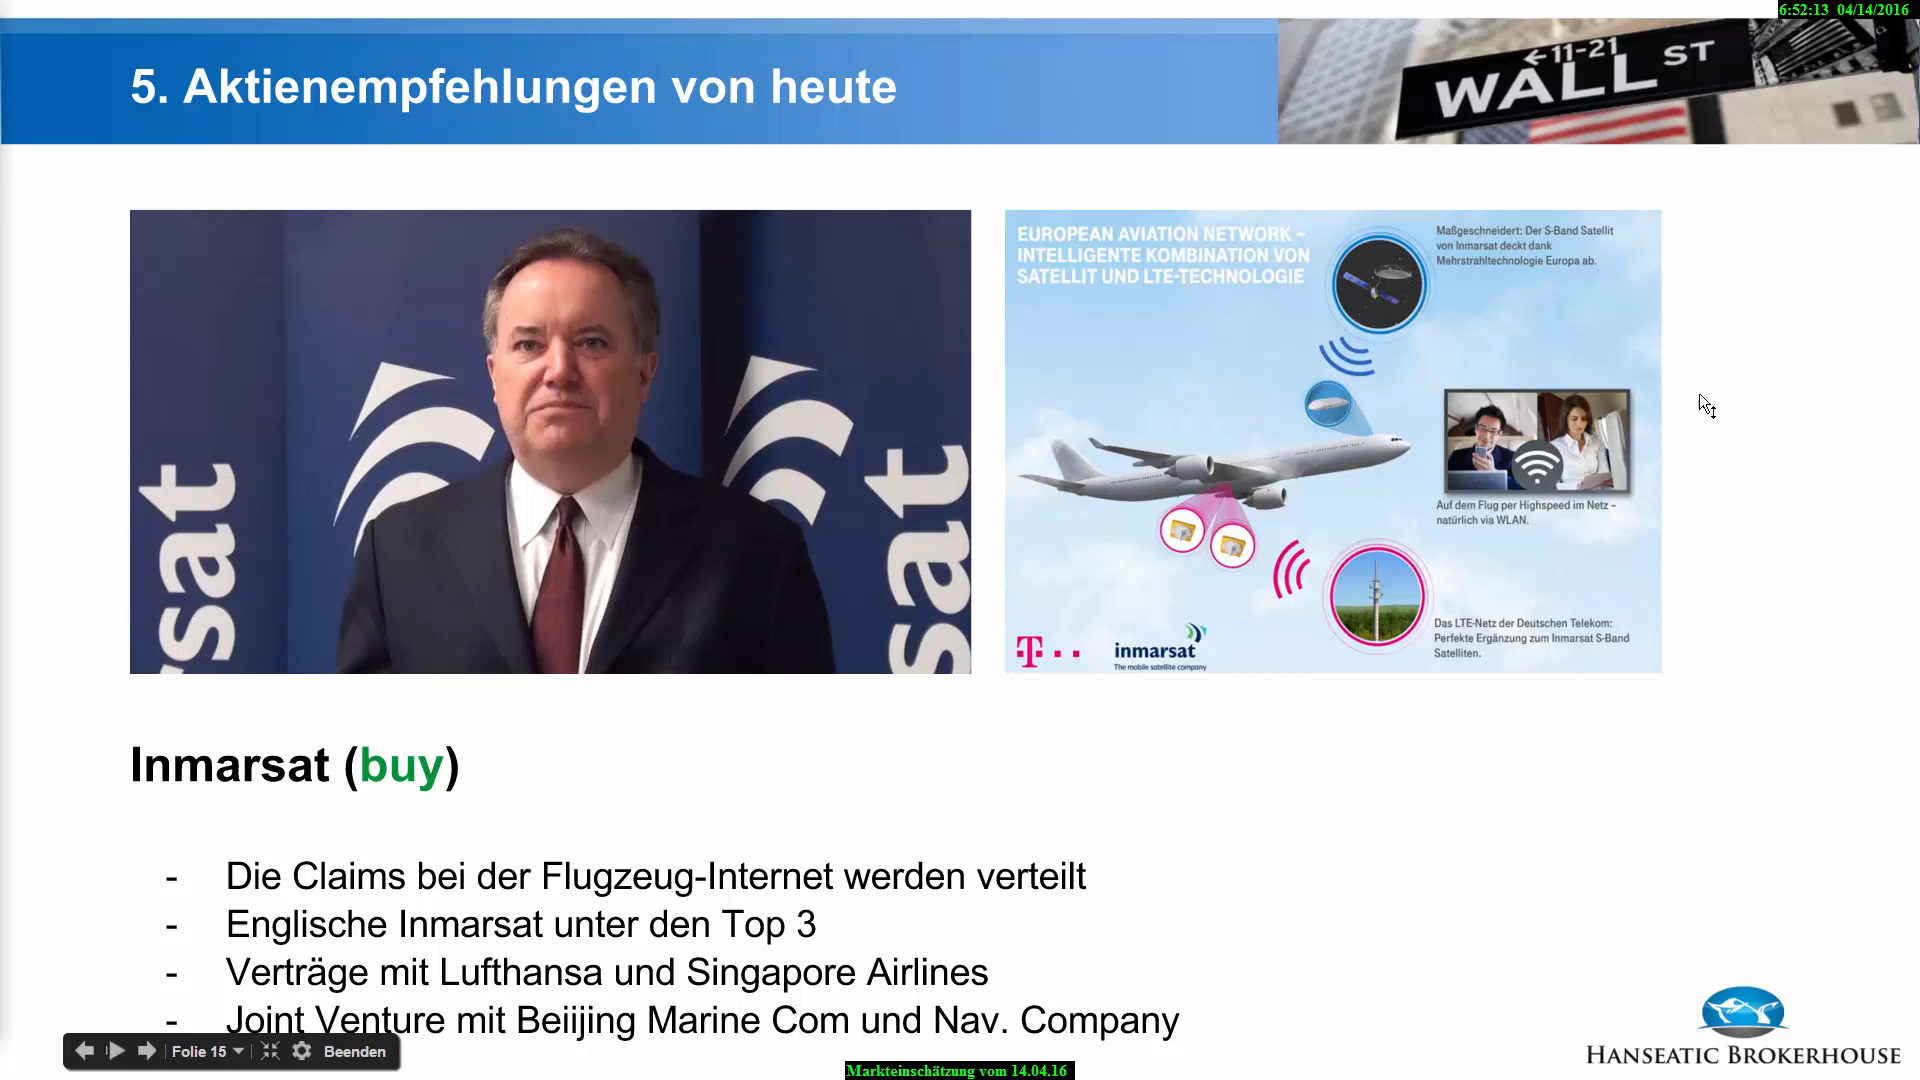 6:52:13 04/14/2016
5. Aktienempfehlungen von heute
←11-21
WALL ST
sat
rsat
EUROPEAN AVIATION NETWORK –
INTELLIGENTE KOMBINATION VON
SATELLIT UND LTE-TECHNOLOGIE
Maßgeschneidert: Der S-Band Satellit
von Inmarsat deckt dank
Mehrstrahltechnologie Europa ab.
Auf dem Flug per Highspeed im Netz –
natürlich via WLAN.
Das LTE-Netz der Deutschen Telekom:
Perfekte Ergänzung zum Inmarsat S-Band
Satelliten.
T
inmarsat
The mobile satellite company
Inmarsat (buy)
- Die Claims bei der Flugzeug-Internet werden verteilt
- Englische Inmarsat unter den Top 3
- Verträge mit Lufthansa und Singapore Airlines
- Joint Venture mit Beiijing Marine Com und Nav. Company
Folie 15
Beenden
HANSEATIC BROKERHOUSE
Markteinschätzung vom 14.04.16